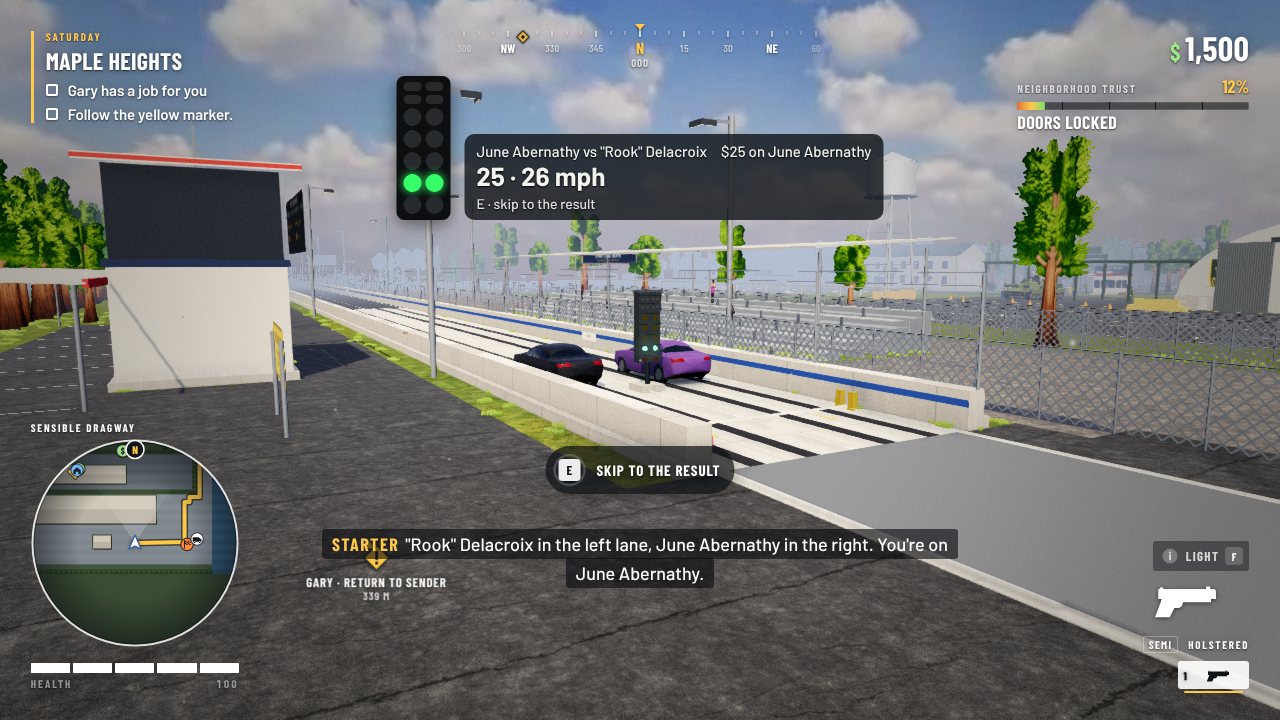 SATURDAY
MAPLE HEIGHTS
Gary has a job for you
Follow the yellow marker.
300 NW 330 345 N 15 30 NE 60
000
$1,500
NEIGHBORHOOD TRUST 12%
DOORS LOCKED
June Abernathy vs "Rook" Delacroix $25 on June Abernathy
25 · 26 mph
E · skip to the result
SENSIBLE DRAGWAY
$ N
E SKIP TO THE RESULT
STARTER "Rook" Delacroix in the left lane, June Abernathy in the right. You're on
June Abernathy.
GARY · RETURN TO SENDER
339 M
LIGHT F
SEMI HOLSTERED
1
HEALTH 100